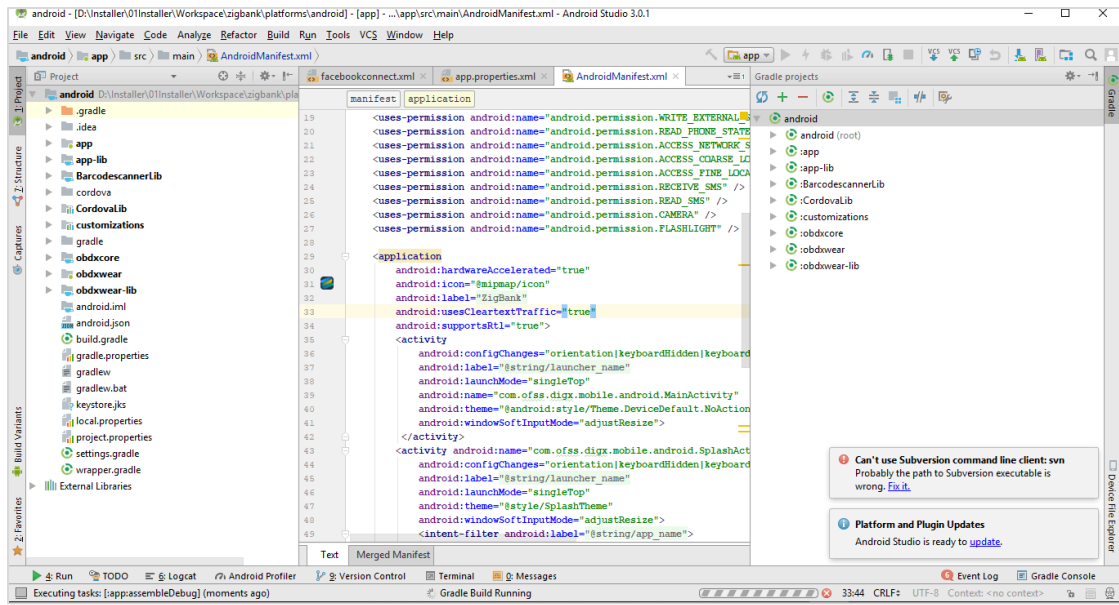 android - [D:\Installer\01Installer\Workspace\zigbank\platforms\android] - [app] - ...\app\src\main\AndroidManifest.xml - Android Studio 3.0.1
File Edit View Navigate Code Analyze Refactor Build Run Tools VCS Window Help
android app src main AndroidManifest.xml
app
VCS VCS
Project
facebookconnect.xml app.properties.xml AndroidManifest.xml
Gradle projects
1: Project
Z: Structure
Captures
Build Variants
2: Favorites
android D:\Installer\01Installer\Workspace\zigbank\pla
.gradle
.idea
app
app-lib
BarcodescannerLib
cordova
CordovaLib
customizations
gradle
obdxcore
obdxwear
obdxwear-lib
android.iml
android.json
build.gradle
gradle.properties
gradlew
gradlew.bat
keystore.jks
local.properties
project.properties
settings.gradle
wrapper.gradle
External Libraries
manifest application
19 <uses-permission android:name="android.permission.WRITE_EXTERNAL_
20 <uses-permission android:name="android.permission.READ_PHONE_STATE
21 <uses-permission android:name="android.permission.ACCESS_NETWORK_S
22 <uses-permission android:name="android.permission.ACCESS_COARSE_LO
23 <uses-permission android:name="android.permission.ACCESS_FINE_LOCA
24 <uses-permission android:name="android.permission.RECEIVE_SMS" />
25 <uses-permission android:name="android.permission.READ_SMS" />
26 <uses-permission android:name="android.permission.CAMERA" />
27 <uses-permission android:name="android.permission.FLASHLIGHT" />
28
29 <application
30 android:hardwareAccelerated="true"
31 android:icon="@mipmap/icon"
32 android:label="ZigBank"
33 android:usesCleartextTraffic="true"
34 android:supportsRtl="true">
35 <activity
36 android:configChanges="orientation|keyboardHidden|keyboard
37 android:label="@string/launcher_name"
38 android:launchMode="singleTop"
39 android:name="com.ofss.digx.mobile.android.MainActivity"
40 android:theme="@android:style/Theme.DeviceDefault.NoAction
41 android:windowSoftInputMode="adjustResize">
42 </activity>
43 <activity android:name="com.ofss.digx.mobile.android.SplashAct
44 android:configChanges="orientation|keyboardHidden|keyboard
45 android:label="@string/launcher_name"
46 android:launchMode="singleTop"
47 android:theme="@style/SplashTheme"
48 android:windowSoftInputMode="adjustResize">
49 <intent-filter android:label="@string/app_name">
Text Merged Manifest
android
android (root)
:app
:app-lib
:BarcodescannerLib
:CordovaLib
:customizations
:obdxcore
:obdxwear
:obdxwear-lib
Gradle
Device File Explorer
Can't use Subversion command line client: svn
Probably the path to Subversion executable is
wrong. Fix it.
Platform and Plugin Updates
Android Studio is ready to update.
4: Run TODO 6: Logcat Android Profiler 9: Version Control Terminal 0: Messages Event Log Gradle Console
Executing tasks: [:app:assembleDebug] (moments ago) Gradle Build Running 33:44 CRLF÷ UTF-8 Context: <no context>